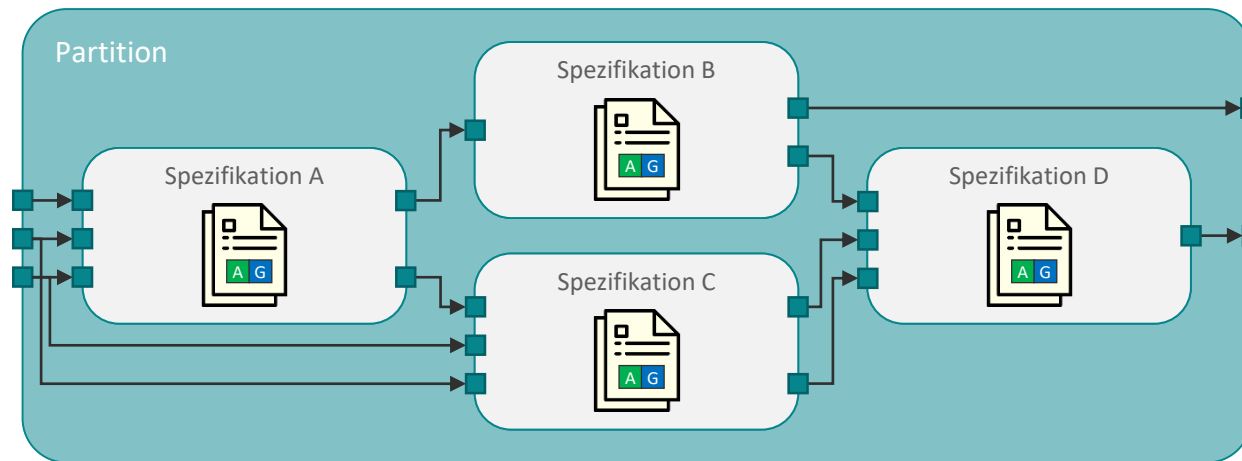 Partition
Spezifikation B
A G
Spezifikation A
A G
Spezifikation D
A G
Spezifikation C
A G